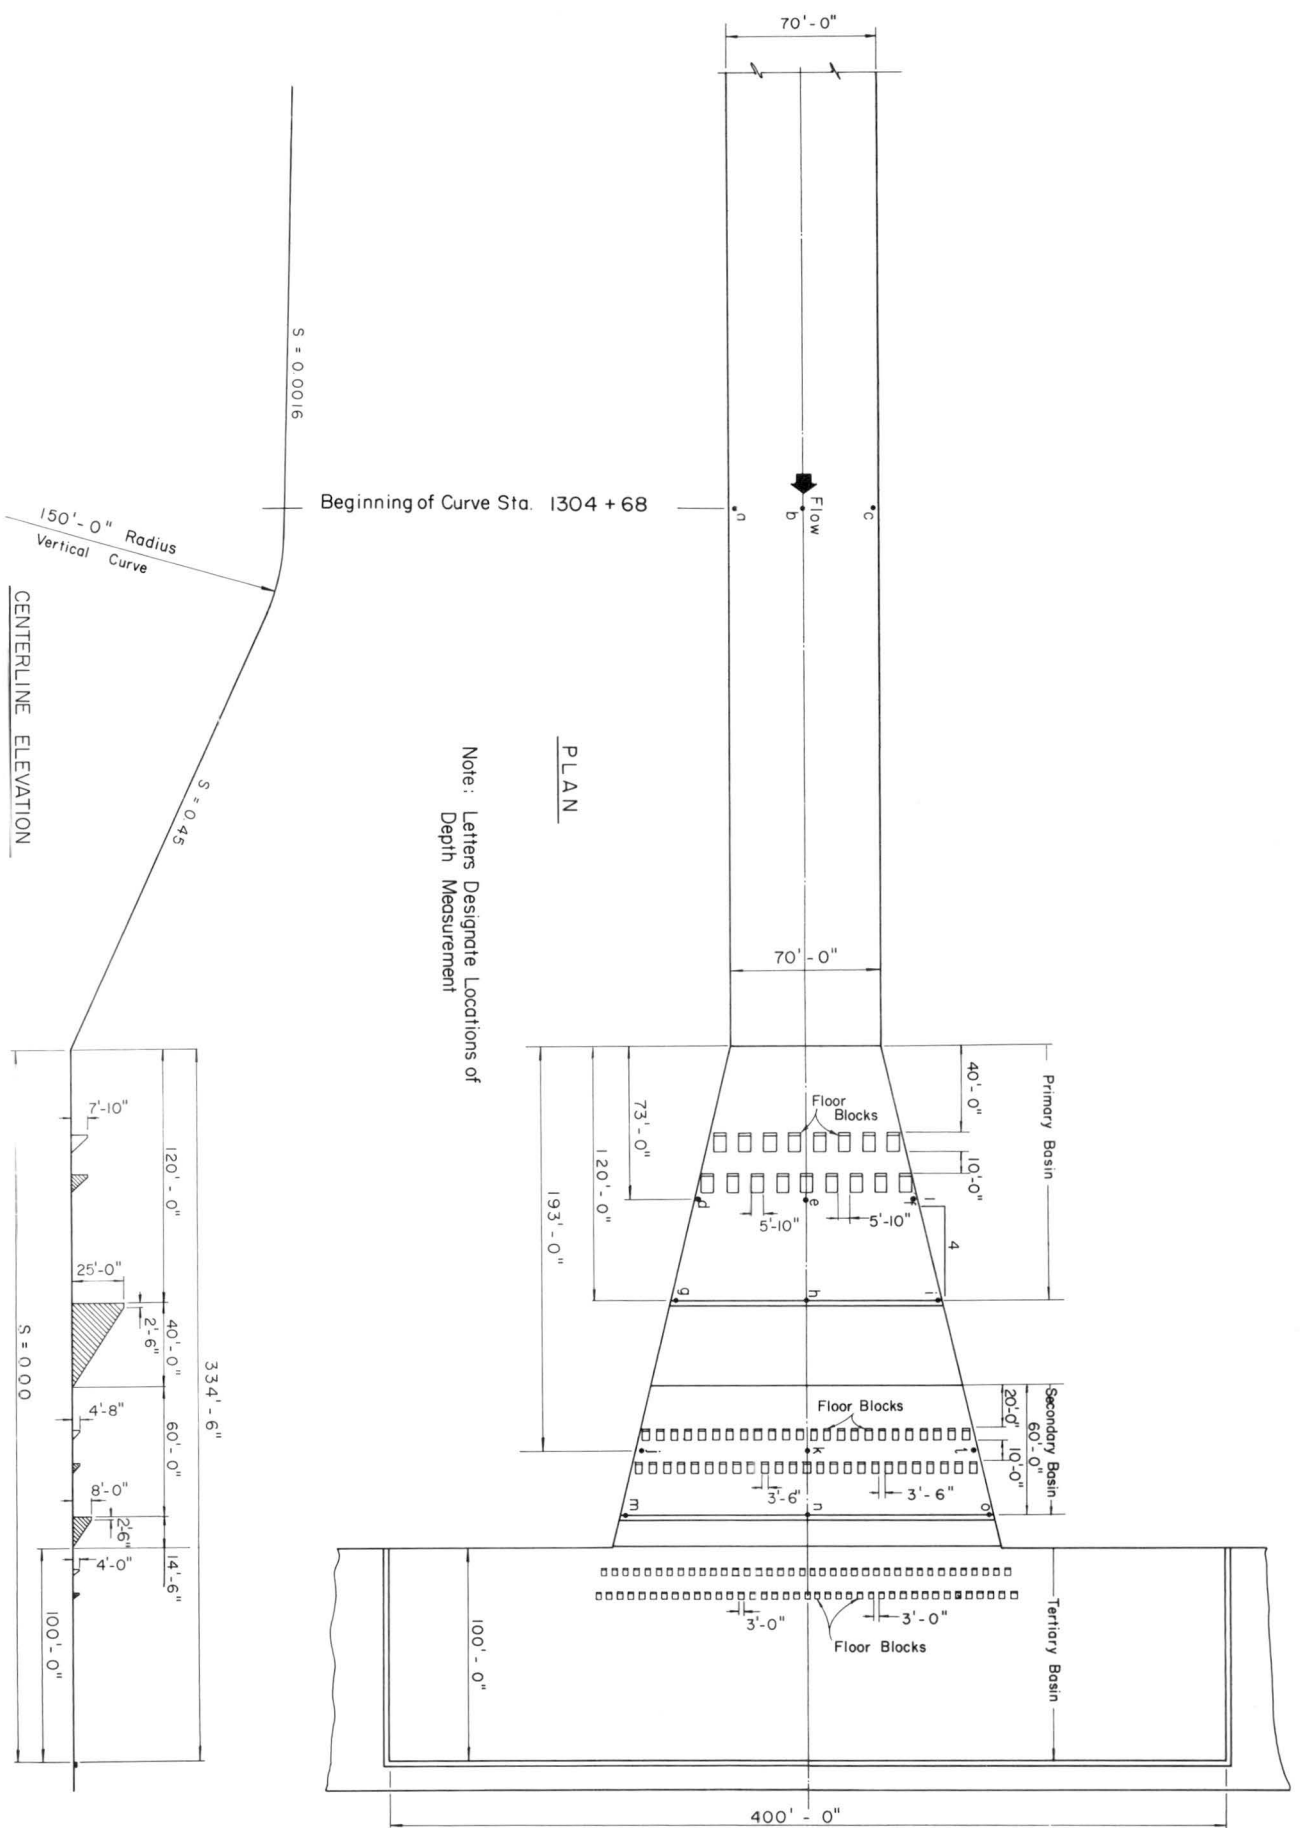 70'-0"
S = 0.0016
Beginning of Curve Sta. 1304 + 68
150'-0" Radius
Vertical Curve
a
b
c
Flow
CENTERLINE ELEVATION
S = 0.45
PLAN
Note: Letters Designate Locations of
Depth Measurement
70'-0"
Primary Basin
40'-0"
10'-0"
Floor
Blocks
73'-0"
120'-0"
193'-0"
d
e
5'-10"
5'-10"
1
4
g
h
i
Secondary Basin
20'-0"
60'-0"
10'-0"
Floor Blocks
j
k
l
3'-6"
3'-6"
m
n
o
Tertiary Basin
3'-0"
3'-0"
Floor Blocks
100'-0"
400'-0"
7'-10"
120'-0"
25'-0"
2'-6"
40'-0"
334'-6"
S = 0.00
4'-8"
60'-0"
8'-0"
2'-6"
4'-0"
14'-6"
100'-0"